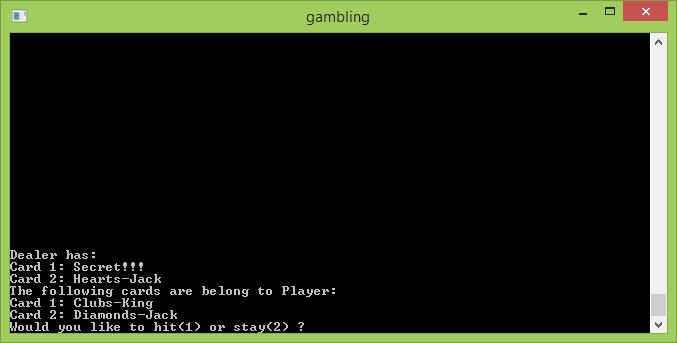 gambling
Dealer has:
Card 1: Secret!!!
Card 2: Hearts-Jack
The following cards are belong to Player:
Card 1: Clubs-King
Card 2: Diamonds-Jack
Would you like to hit(1) or stay(2) ?